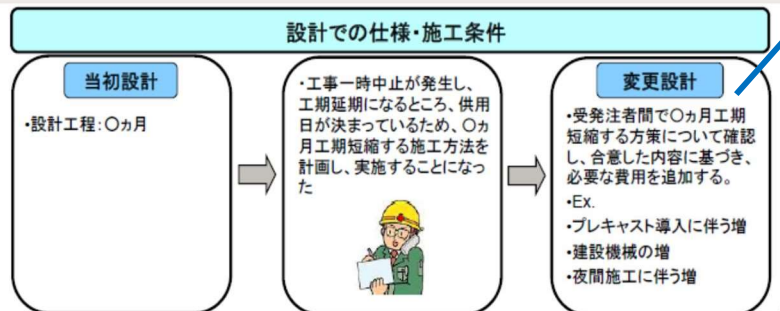 設計での仕様・施工条件
当初設計
・設計工程:〇ヵ月
・工事一時中止が発生し、
工期延期になるところ、供用
日が決まっているため、〇ヵ
月工期短縮する施工方法を
計画し、実施することになっ
た
変更設計
・受発注者間で〇ヵ月工期
短縮する方策について確認
し、合意した内容に基づき、
必要な費用を追加する。
・Ex.
・プレキャスト導入に伴う増
・建設機械の増
・夜間施工に伴う増